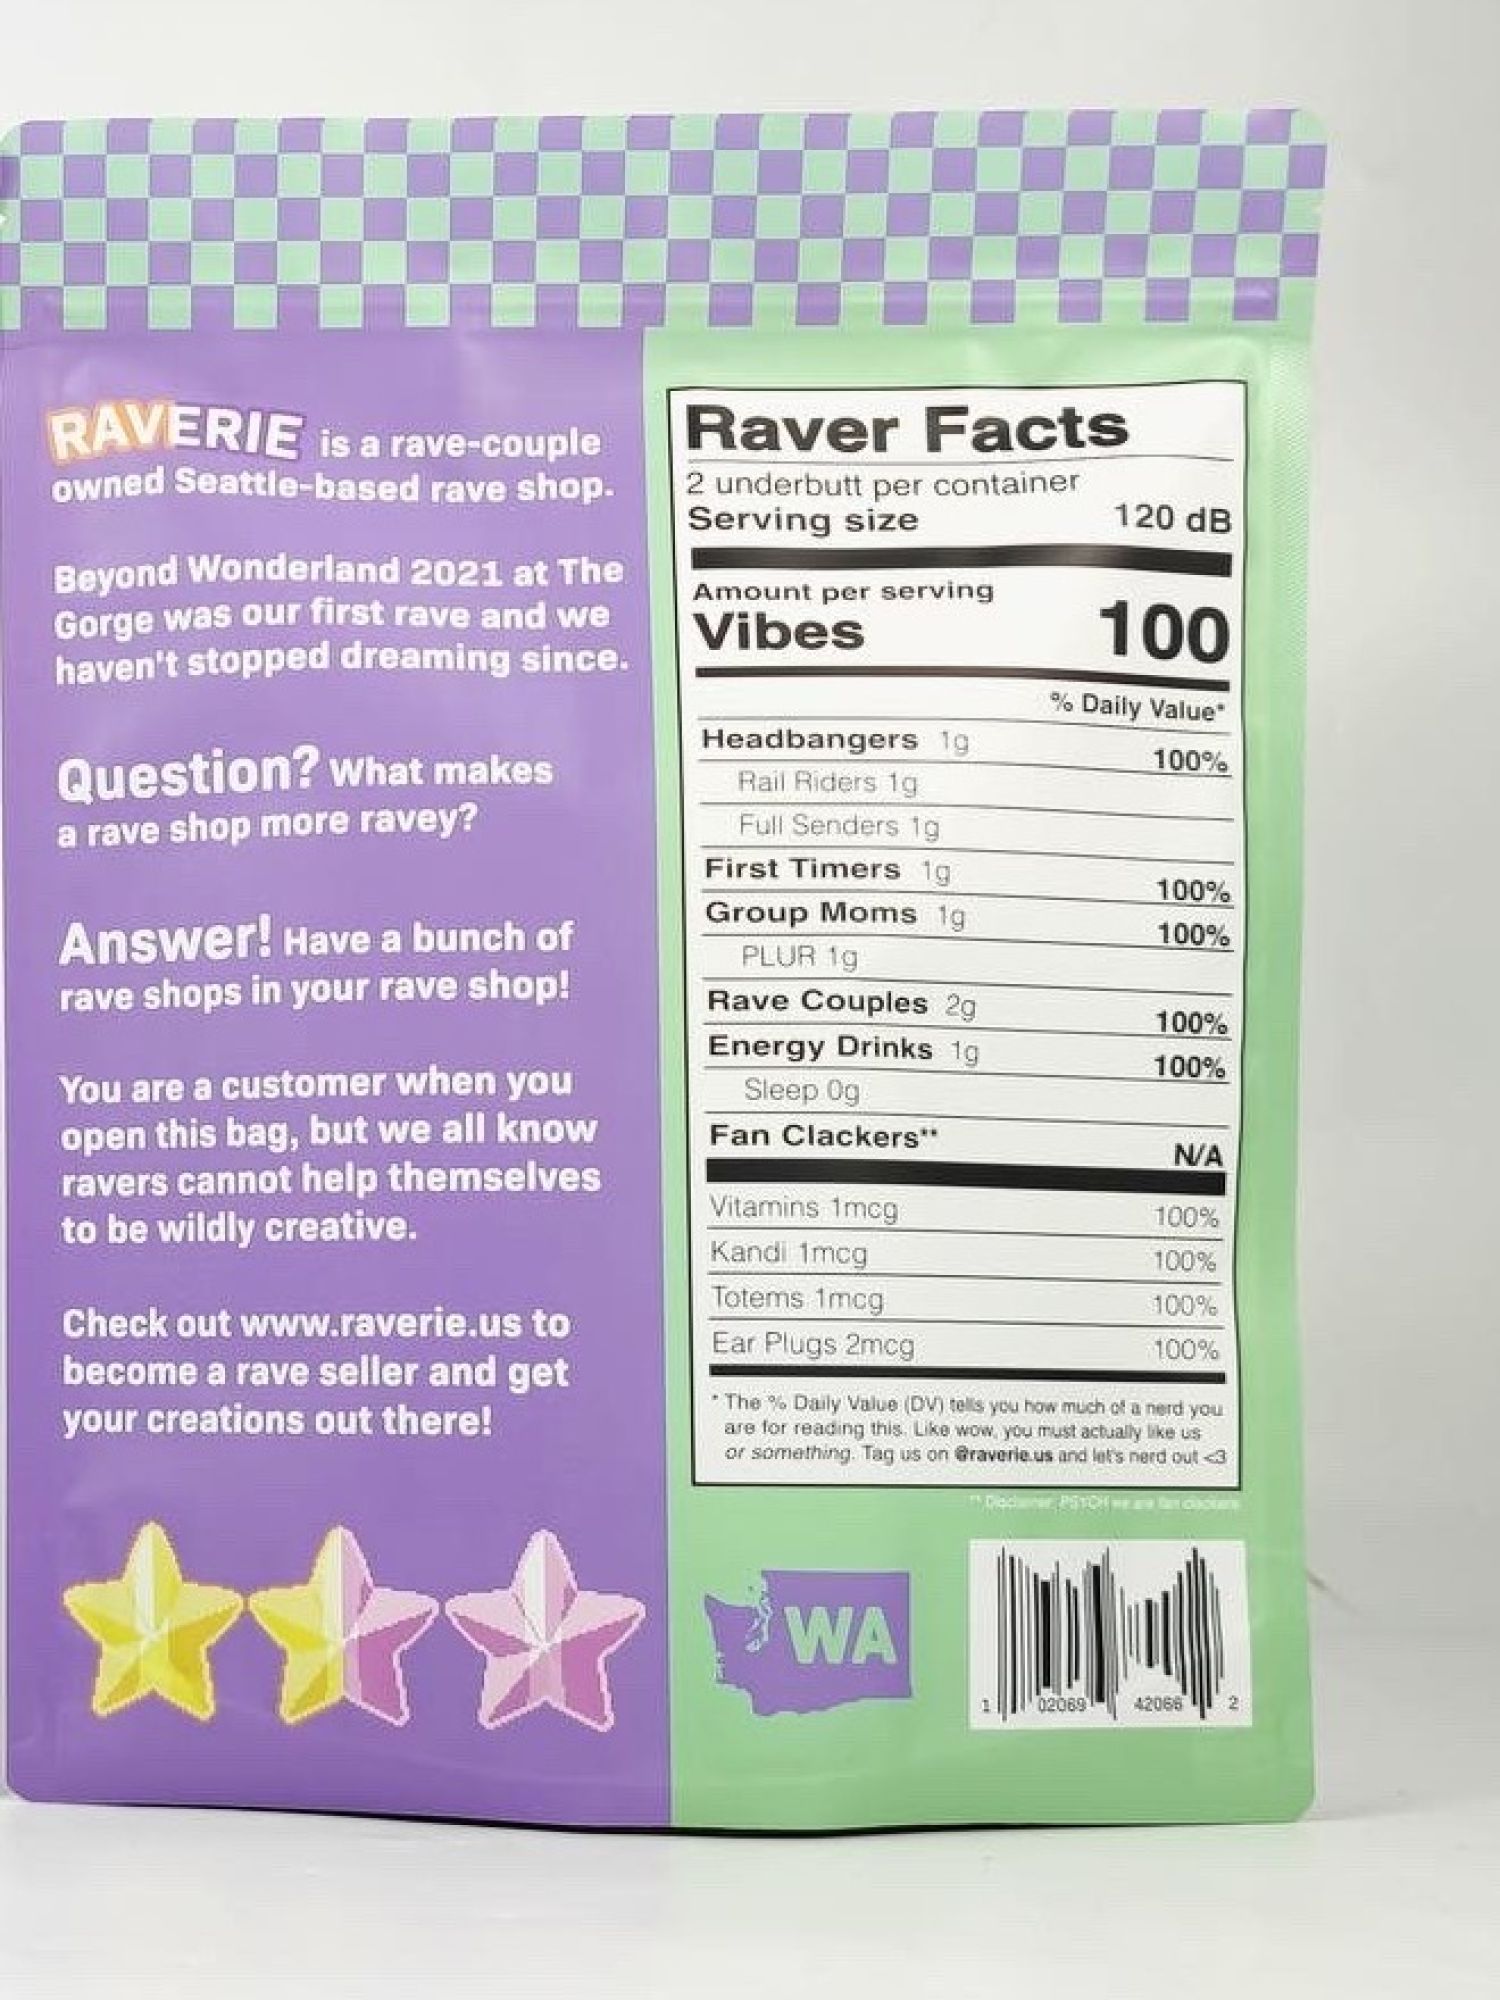 RAVERIE is a rave-couple
owned Seattle-based rave shop.
Beyond Wonderland 2021 at The
Gorge was our first rave and we
haven't stopped dreaming since.
Question? What makes
a rave shop more ravey?
Answer! Have a bunch of
rave shops in your rave shop!
You are a customer when you
open this bag, but we all know
ravers cannot help themselves
to be wildly creative.
Check out www.raverie.us to
become a rave seller and get
your creations out there!
Raver Facts
2 underbutt per container
Serving size 120 dB
Amount per serving
Vibes 100
% Daily Value*
Headbangers 1g 100%
Rail Riders 1g
Full Senders 1g
First Timers 1g 100%
Group Moms 1g 100%
PLUR 1g
Rave Couples 2g 100%
Energy Drinks 1g 100%
Sleep 0g
Fan Clackers** N/A
Vitamins 1mcg 100%
Kandi 1mcg 100%
Totems 1mcg 100%
Ear Plugs 2mcg 100%
* The % Daily Value (DV) tells you how much of a nerd you
are for reading this. Like wow, you must actually like us
or something. Tag us on @raverie.us and let's nerd out <3
** Disclaimer, PSYCH we are fan clackers
WA
1 02069 42066 2